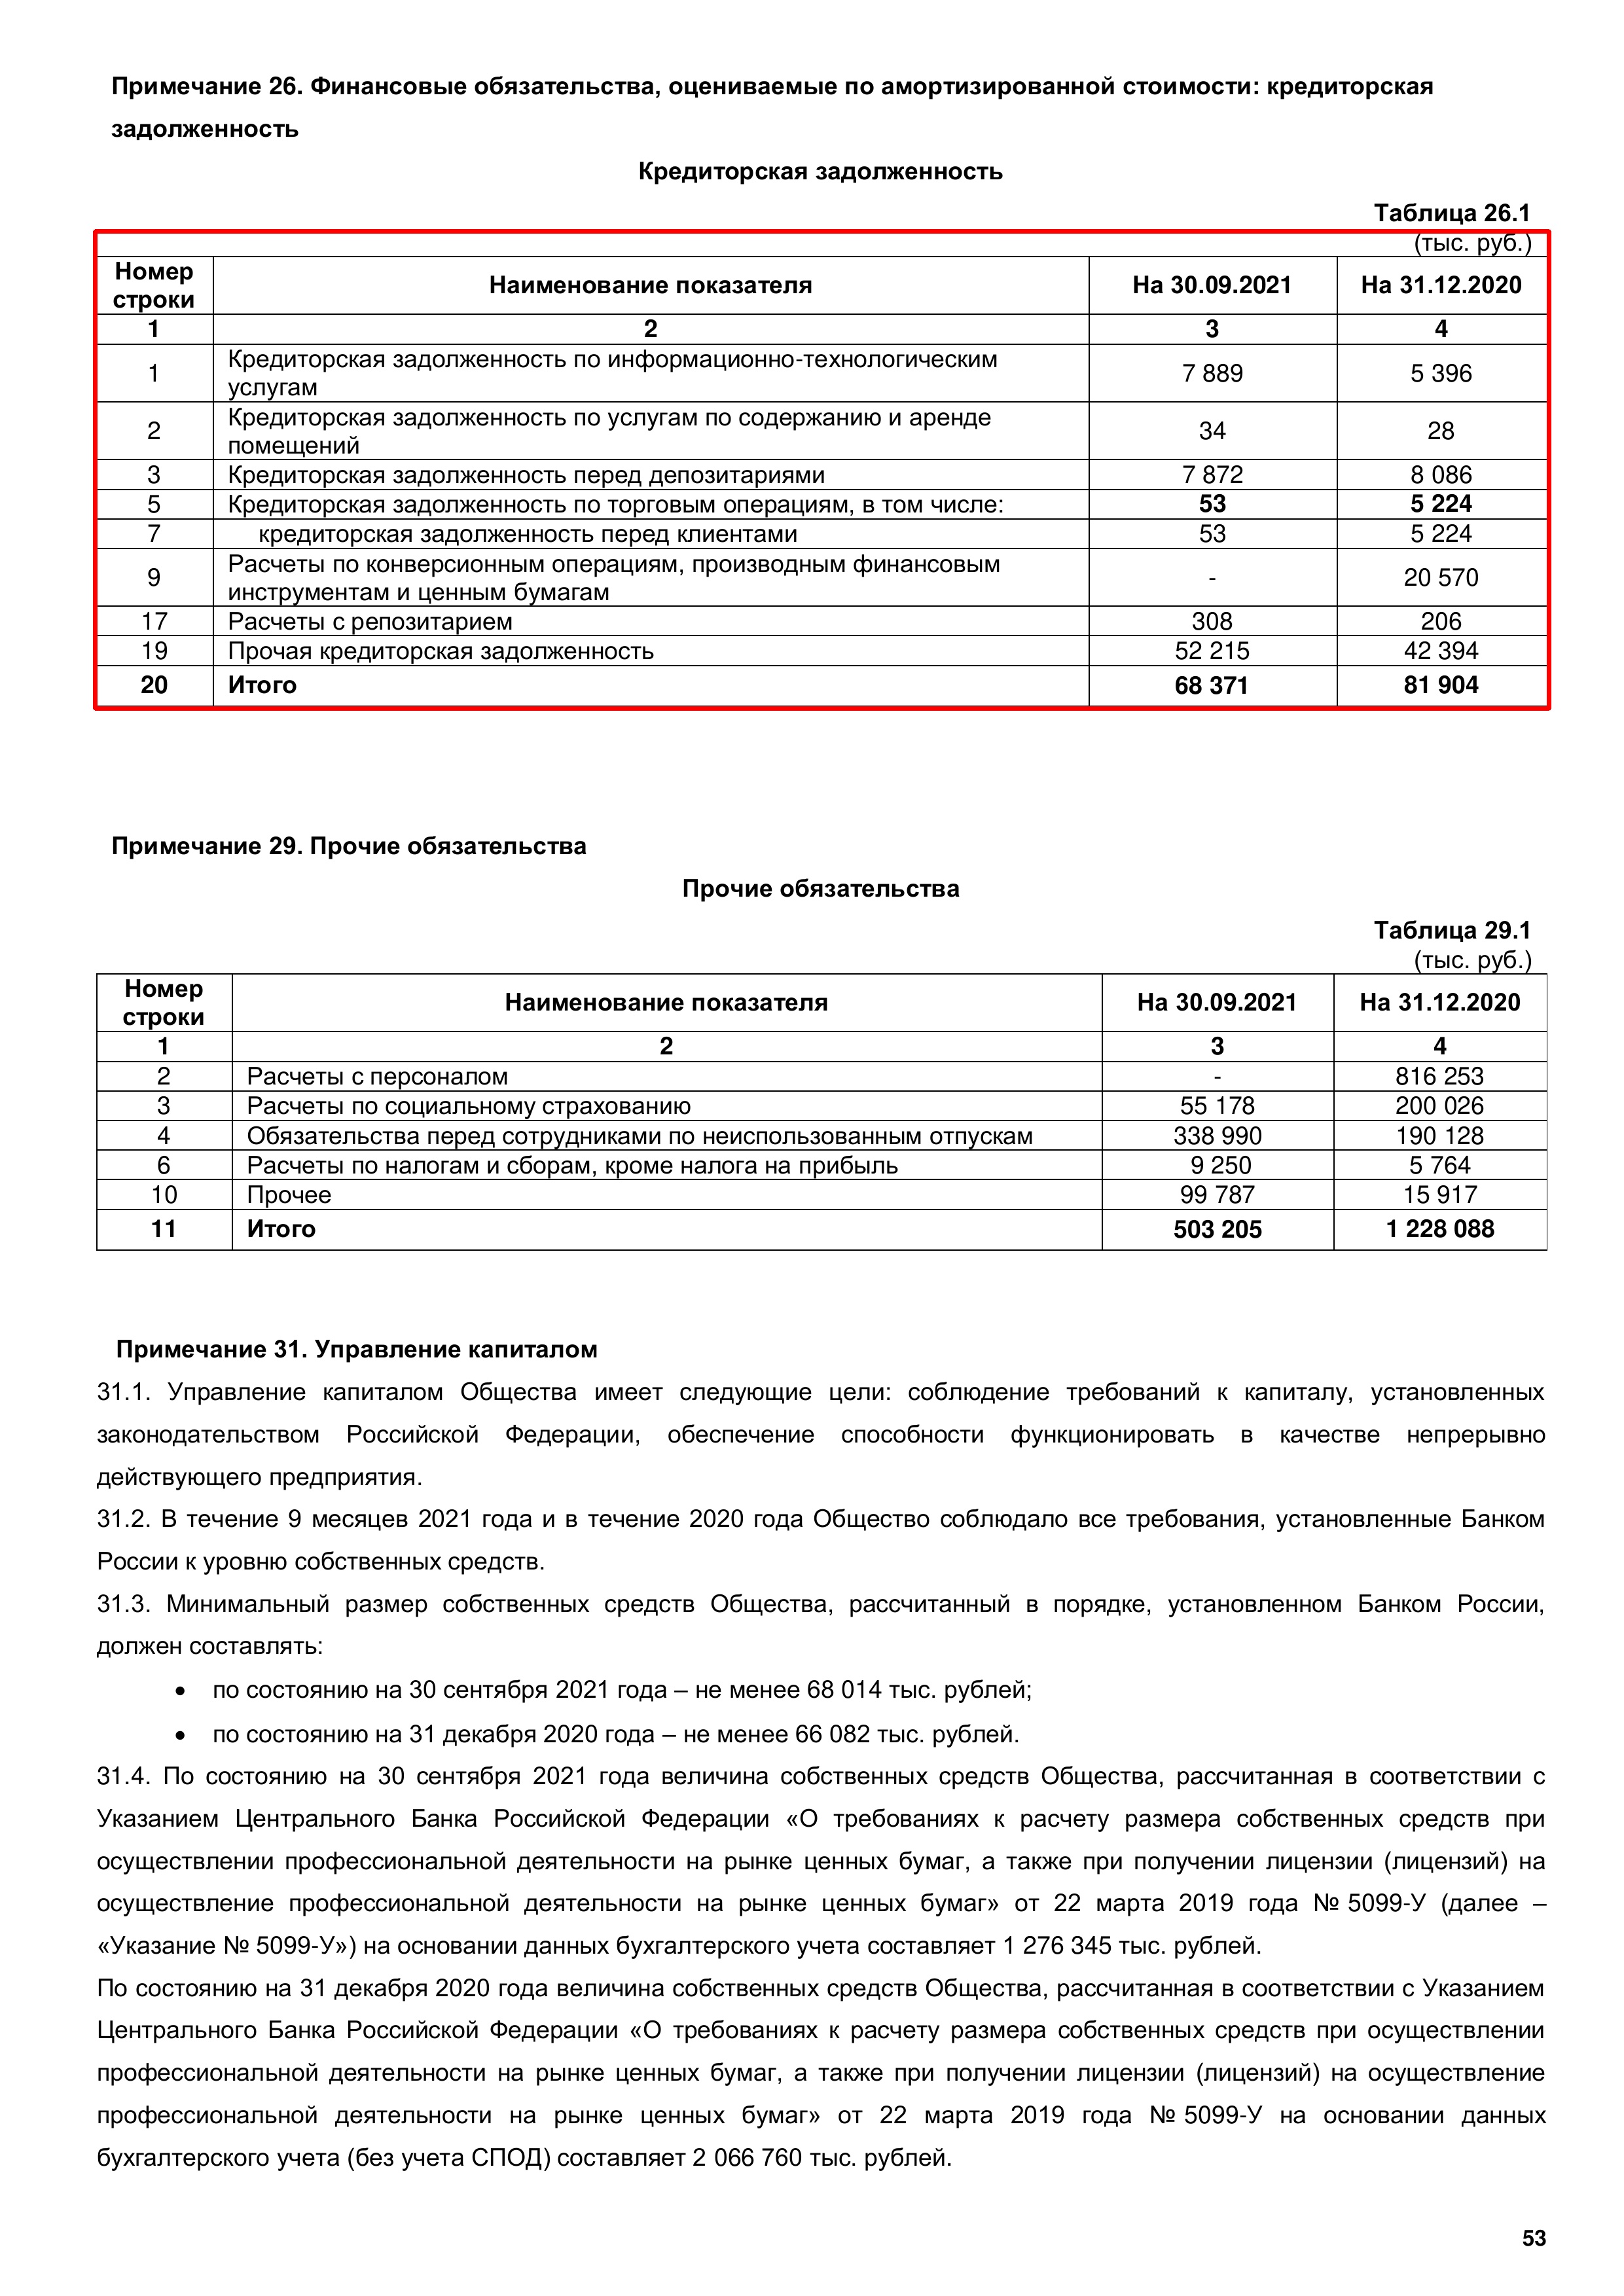 Примечание 26. Финансовые обязательства, оцениваемые по амортизированной стоимости: кредиторская
задолженность
Кредиторская задолженность
Таблица 26.1
(тыс. руб.)
Номер строки | Наименование показателя | На 30.09.2021 | На 31.12.2020
1 | 2 | 3 | 4
1 | Кредиторская задолженность по информационно-технологическим услугам | 7 889 | 5 396
2 | Кредиторская задолженность по услугам по содержанию и аренде помещений | 34 | 28
3 | Кредиторская задолженность перед депозитариями | 7 872 | 8 086
5 | Кредиторская задолженность по торговым операциям, в том числе: | 53 | 5 224
7 | кредиторская задолженность перед клиентами | 53 | 5 224
9 | Расчеты по конверсионным операциям, производным финансовым инструментам и ценным бумагам | - | 20 570
17 | Расчеты с репозитарием | 308 | 206
19 | Прочая кредиторская задолженность | 52 215 | 42 394
20 | Итого | 68 371 | 81 904
Примечание 29. Прочие обязательства
Прочие обязательства
Таблица 29.1
(тыс. руб.)
Номер строки | Наименование показателя | На 30.09.2021 | На 31.12.2020
1 | 2 | 3 | 4
2 | Расчеты с персоналом | - | 816 253
3 | Расчеты по социальному страхованию | 55 178 | 200 026
4 | Обязательства перед сотрудниками по неиспользованным отпускам | 338 990 | 190 128
6 | Расчеты по налогам и сборам, кроме налога на прибыль | 9 250 | 5 764
10 | Прочее | 99 787 | 15 917
11 | Итого | 503 205 | 1 228 088
Примечание 31. Управление капиталом
31.1. Управление капиталом Общества имеет следующие цели: соблюдение требований к капиталу, установленных
законодательством Российской Федерации, обеспечение способности функционировать в качестве непрерывно
действующего предприятия.
31.2. В течение 9 месяцев 2021 года и в течение 2020 года Общество соблюдало все требования, установленные Банком
России к уровню собственных средств.
31.3. Минимальный размер собственных средств Общества, рассчитанный в порядке, установленном Банком России,
должен составлять:
• по состоянию на 30 сентября 2021 года – не менее 68 014 тыс. рублей;
• по состоянию на 31 декабря 2020 года – не менее 66 082 тыс. рублей.
31.4. По состоянию на 30 сентября 2021 года величина собственных средств Общества, рассчитанная в соответствии с
Указанием Центрального Банка Российской Федерации «О требованиях к расчету размера собственных средств при
осуществлении профессиональной деятельности на рынке ценных бумаг, а также при получении лицензии (лицензий) на
осуществление профессиональной деятельности на рынке ценных бумаг» от 22 марта 2019 года № 5099-У (далее –
«Указание № 5099-У») на основании данных бухгалтерского учета составляет 1 276 345 тыс. рублей.
По состоянию на 31 декабря 2020 года величина собственных средств Общества, рассчитанная в соответствии с Указанием
Центрального Банка Российской Федерации «О требованиях к расчету размера собственных средств при осуществлении
профессиональной деятельности на рынке ценных бумаг, а также при получении лицензии (лицензий) на осуществление
профессиональной деятельности на рынке ценных бумаг» от 22 марта 2019 года № 5099-У на основании данных
бухгалтерского учета (без учета СПОД) составляет 2 066 760 тыс. рублей.
53